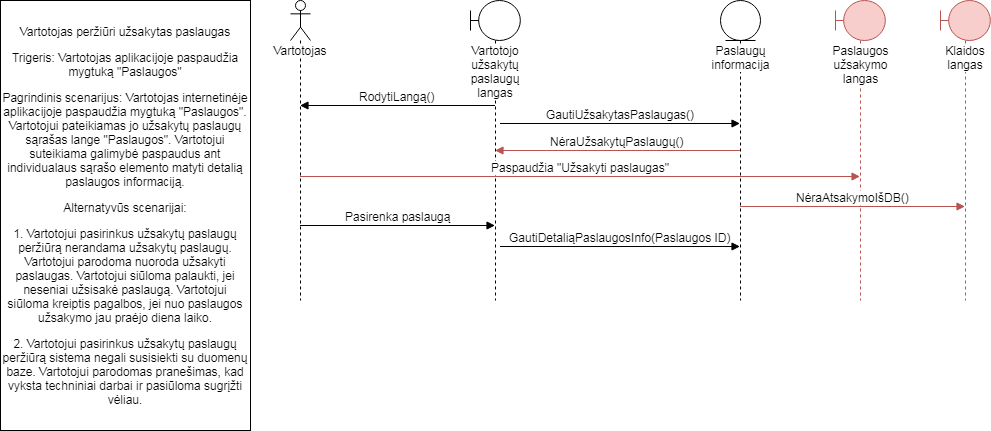 Vartotojas peržiūri užsakytas paslaugas
Trigeris: Vartotojas aplikacijoje paspaudžia
mygtuką "Paslaugos"
Pagrindinis scenarijus: Vartotojas internetinėje
aplikacijoje paspaudžia mygtuką "Paslaugos".
Vartotojui pateikiamas jo užsakytų paslaugų
sąrašas lange "Paslaugos". Vartotojui
suteikiama galimybė paspaudus ant
individualaus sąrašo elemento matyti detalią
paslaugos informaciją.
Alternatyvūs scenarijai:
1. Vartotojui pasirinkus užsakytų paslaugų
peržiūrą nerandama užsakytų paslaugų.
Vartotojui parodoma nuoroda užsakyti
paslaugas. Vartotojui siūloma palaukti, jei
neseniai užsisakė paslaugą. Vartotojui
siūloma kreiptis pagalbos, jei nuo paslaugos
užsakymo jau praėjo diena laiko.
2. Vartotojui pasirinkus užsakytų paslaugų
peržiūrą sistema negali susisiekti su duomenų
baze. Vartotojui parodomas pranešimas, kad
vyksta techniniai darbai ir pasiūloma sugrįžti
vėliau.
Vartotojas
Vartotojo
užsakytų
paslaugų
langas
Paslaugų
informacija
Paslaugos
užsakymo
langas
Klaidos
langas
RodytiLangą()
GautiUžsakytasPaslaugas()
NėraUžsakytųPaslaugų()
Paspaudžia "Užsakyti paslaugas"
NėraAtsakymoIšDB()
Pasirenka paslaugą
GautiDetaliąPaslaugosInfo(Paslaugos ID)